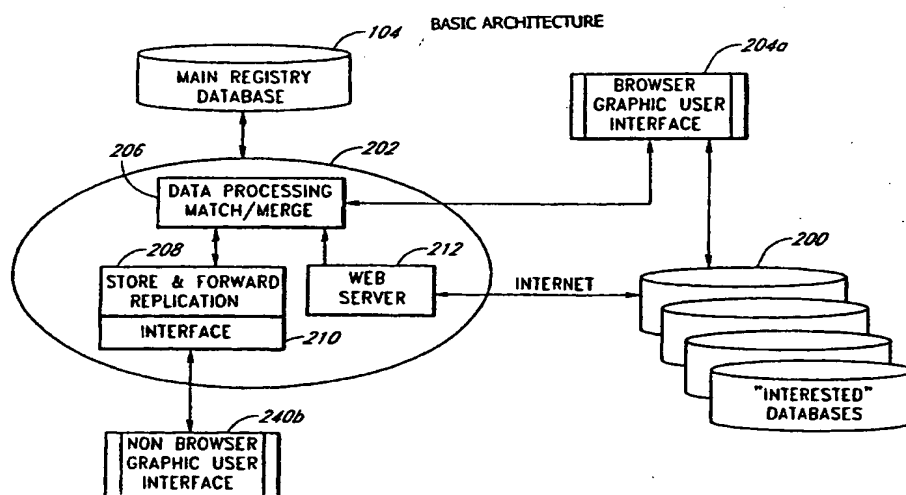 BASIC ARCHITECTURE
104
MAIN REGISTRY
DATABASE
204a
BROWSER
GRAPHIC USER
INTERFACE
202
206
DATA PROCESSING
MATCH/MERGE
208
STORE & FORWARD
REPLICATION
INTERFACE
210
212
WEB
SERVER
INTERNET
200
"INTERESTED"
DATABASES
240b
NON BROWSER
GRAPHIC USER
INTERFACE